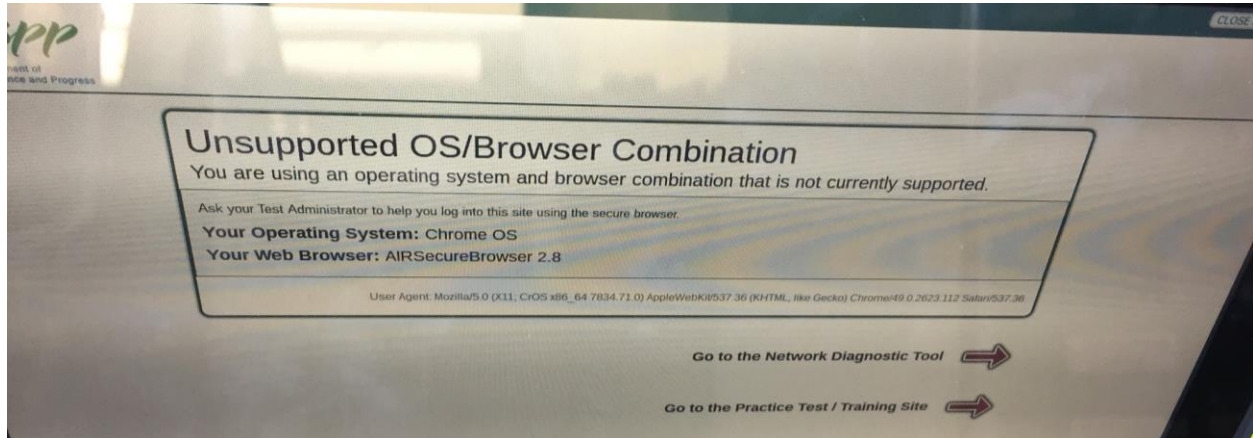 CLOSE
pp
ment of
nce and Progress
Unsupported OS/Browser Combination
You are using an operating system and browser combination that is not currently supported.
Ask your Test Administrator to help you log into this site using the secure browser.
Your Operating System: Chrome OS
Your Web Browser: AIRSecureBrowser 2.8
User Agent: Mozilla/5.0 (X11; CrOS x86_64 7834.71.0) AppleWebKit/537.36 (KHTML, like Gecko) Chrome/49.0.2623.112 Safari/537.36
Go to the Network Diagnostic Tool
Go to the Practice Test / Training Site